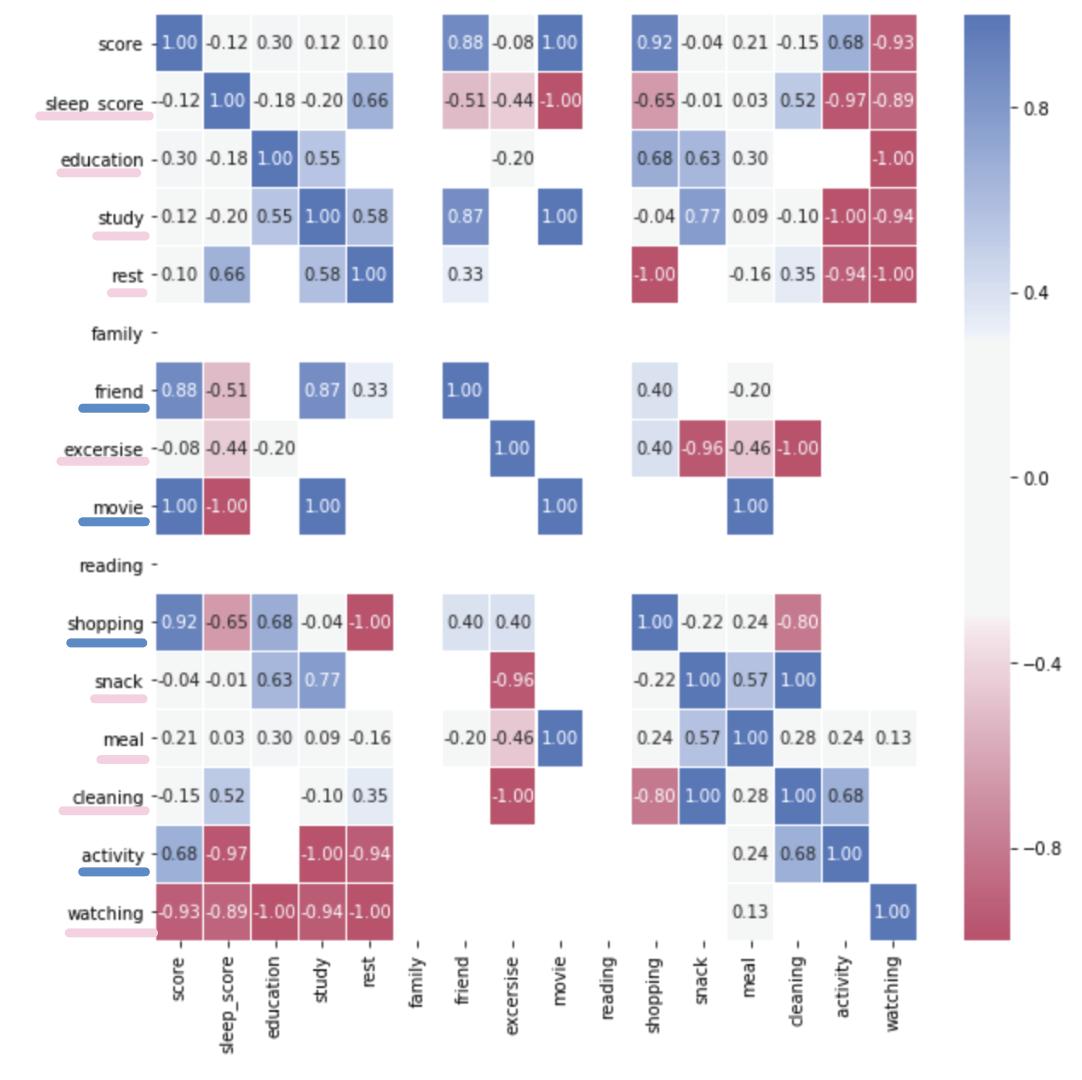 score 1.00 -0.12 0.30 0.12 0.10 0.88 -0.08 1.00 0.92 -0.04 0.21 -0.15 0.68 -0.93
sleep_score -0.12 1.00 -0.18 -0.20 0.66 -0.51 -0.44 -1.00 -0.65 -0.01 0.03 0.52 -0.97 -0.89
0.8
education 0.30 -0.18 1.00 0.55 -0.20 0.68 0.63 0.30 -1.00
study 0.12 -0.20 0.55 1.00 0.58 0.87 1.00 -0.04 0.77 0.09 -0.10 -1.00 -0.94
rest 0.10 0.66 0.58 1.00 0.33 -1.00 -0.16 0.35 -0.94 -1.00
0.4
family
friend 0.88 -0.51 0.87 0.33 1.00 0.40 -0.20
excersise -0.08 -0.44 -0.20 1.00 0.40 -0.96 -0.46 -1.00
0.0
movie 1.00 -1.00 1.00 1.00 1.00
reading
shopping 0.92 -0.65 0.68 -0.04 -1.00 0.40 0.40 1.00 -0.22 0.24 -0.80
−0.4
snack -0.04 -0.01 0.63 0.77 -0.96 -0.22 1.00 0.57 1.00
meal 0.21 0.03 0.30 0.09 -0.16 -0.20 -0.46 1.00 0.24 0.57 1.00 0.28 0.24 0.13
cleaning -0.15 0.52 -0.10 0.35 -1.00 -0.80 1.00 0.28 1.00 0.68
−0.8
activity 0.68 -0.97 -1.00 -0.94 0.24 0.68 1.00
watching -0.93 -0.89 -1.00 -0.94 -1.00 0.13 1.00
score
sleep_score
education
study
rest
family
friend
excersise
movie
reading
shopping
snack
meal
cleaning
activity
watching